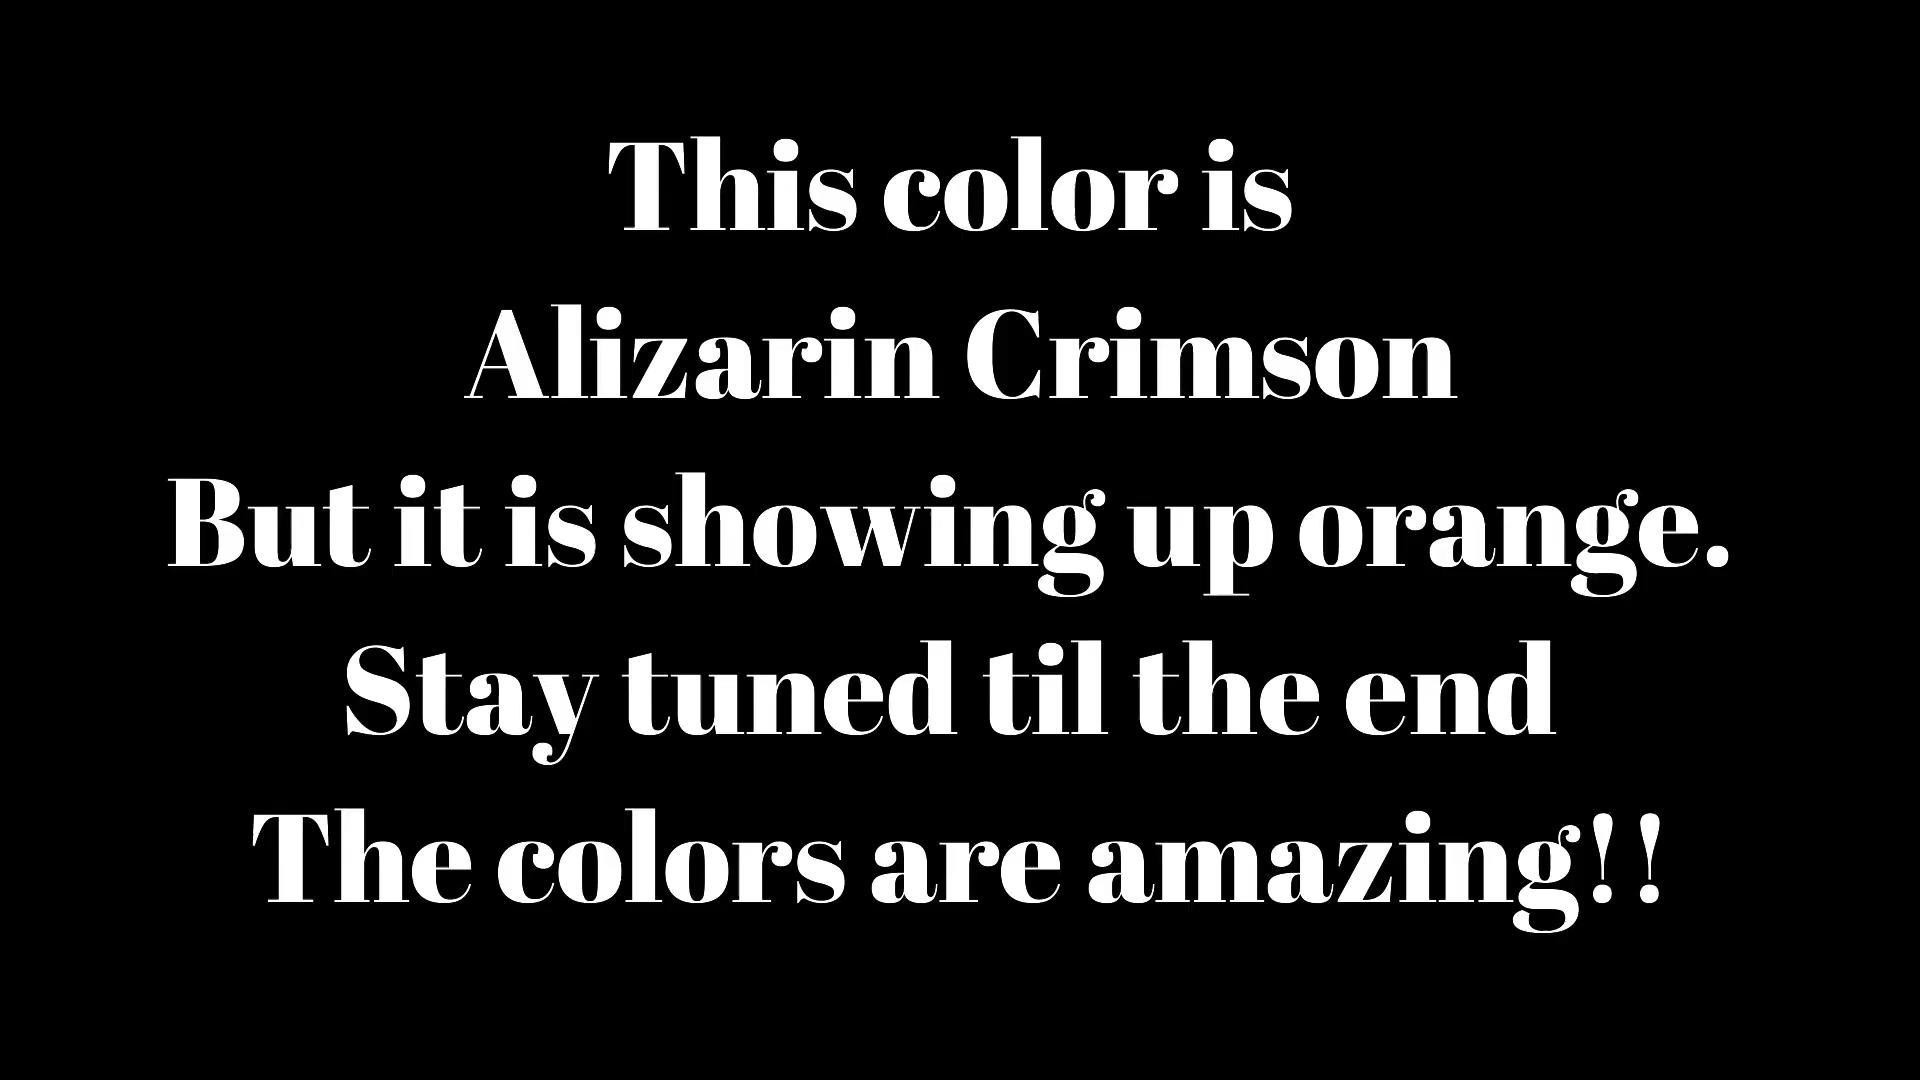 This color is
Alizarin Crimson
But it is showing up orange.
Stay tuned til the end
The colors are amazing!!